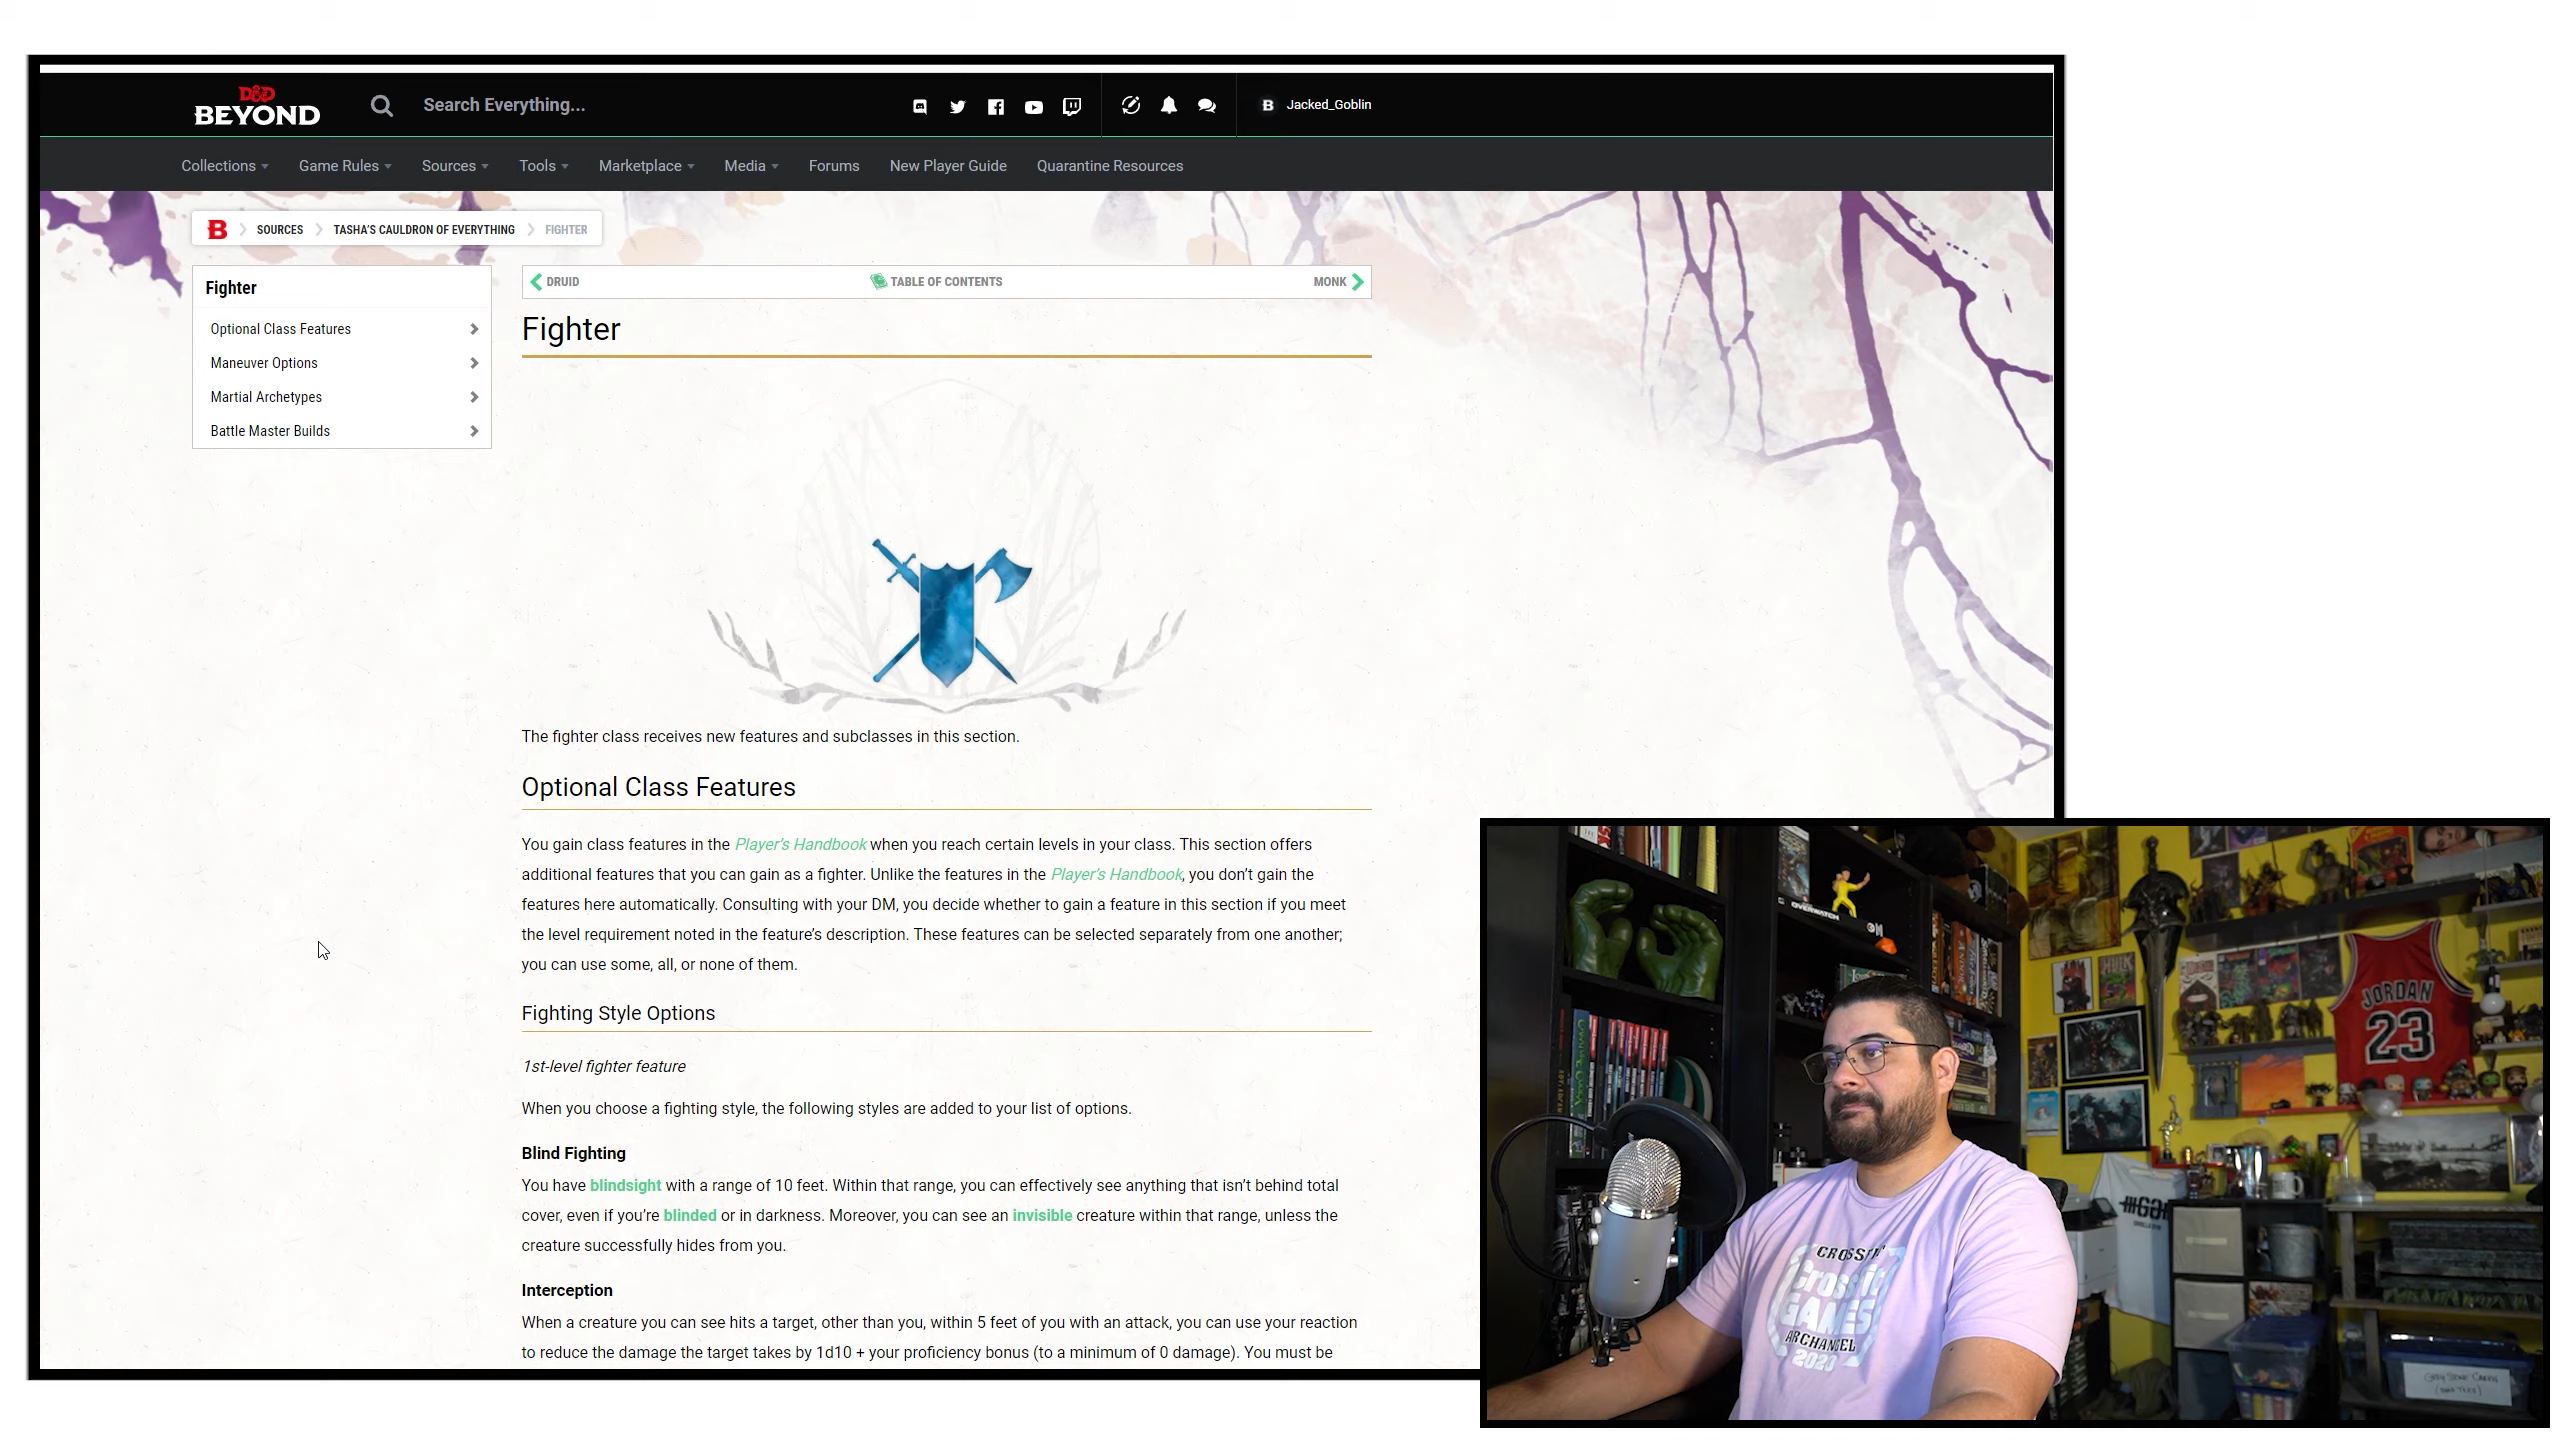 D&D
BEYOND
Search Everything...
Jacked_Goblin
Collections
Game Rules
Sources
Tools
Marketplace
Media
Forums
New Player Guide
Quarantine Resources
SOURCES
TASHA'S CAULDRON OF EVERYTHING
FIGHTER
Fighter
Optional Class Features
Maneuver Options
Martial Archetypes
Battle Master Builds
DRUID
TABLE OF CONTENTS
MONK
Fighter
The fighter class receives new features and subclasses in this section.
Optional Class Features
You gain class features in the Player's Handbook when you reach certain levels in your class. This section offers
additional features that you can gain as a fighter. Unlike the features in the Player's Handbook, you don't gain the
features here automatically. Consulting with your DM, you decide whether to gain a feature in this section if you meet
the level requirement noted in the feature's description. These features can be selected separately from one another;
you can use some, all, or none of them.
Fighting Style Options
1st-level fighter feature
When you choose a fighting style, the following styles are added to your list of options.
Blind Fighting
You have blindsight with a range of 10 feet. Within that range, you can effectively see anything that isn't behind total
cover, even if you're blinded or in darkness. Moreover, you can see an invisible creature within that range, unless the
creature successfully hides from you.
Interception
When a creature you can see hits a target, other than you, within 5 feet of you with an attack, you can use your reaction
to reduce the damage the target takes by 1d10 + your proficiency bonus (to a minimum of 0 damage). You must be
OVERWATCH
JORDAN
23
CROSSFIT
CrossFit
GAMES
ARCHANGEL
2020